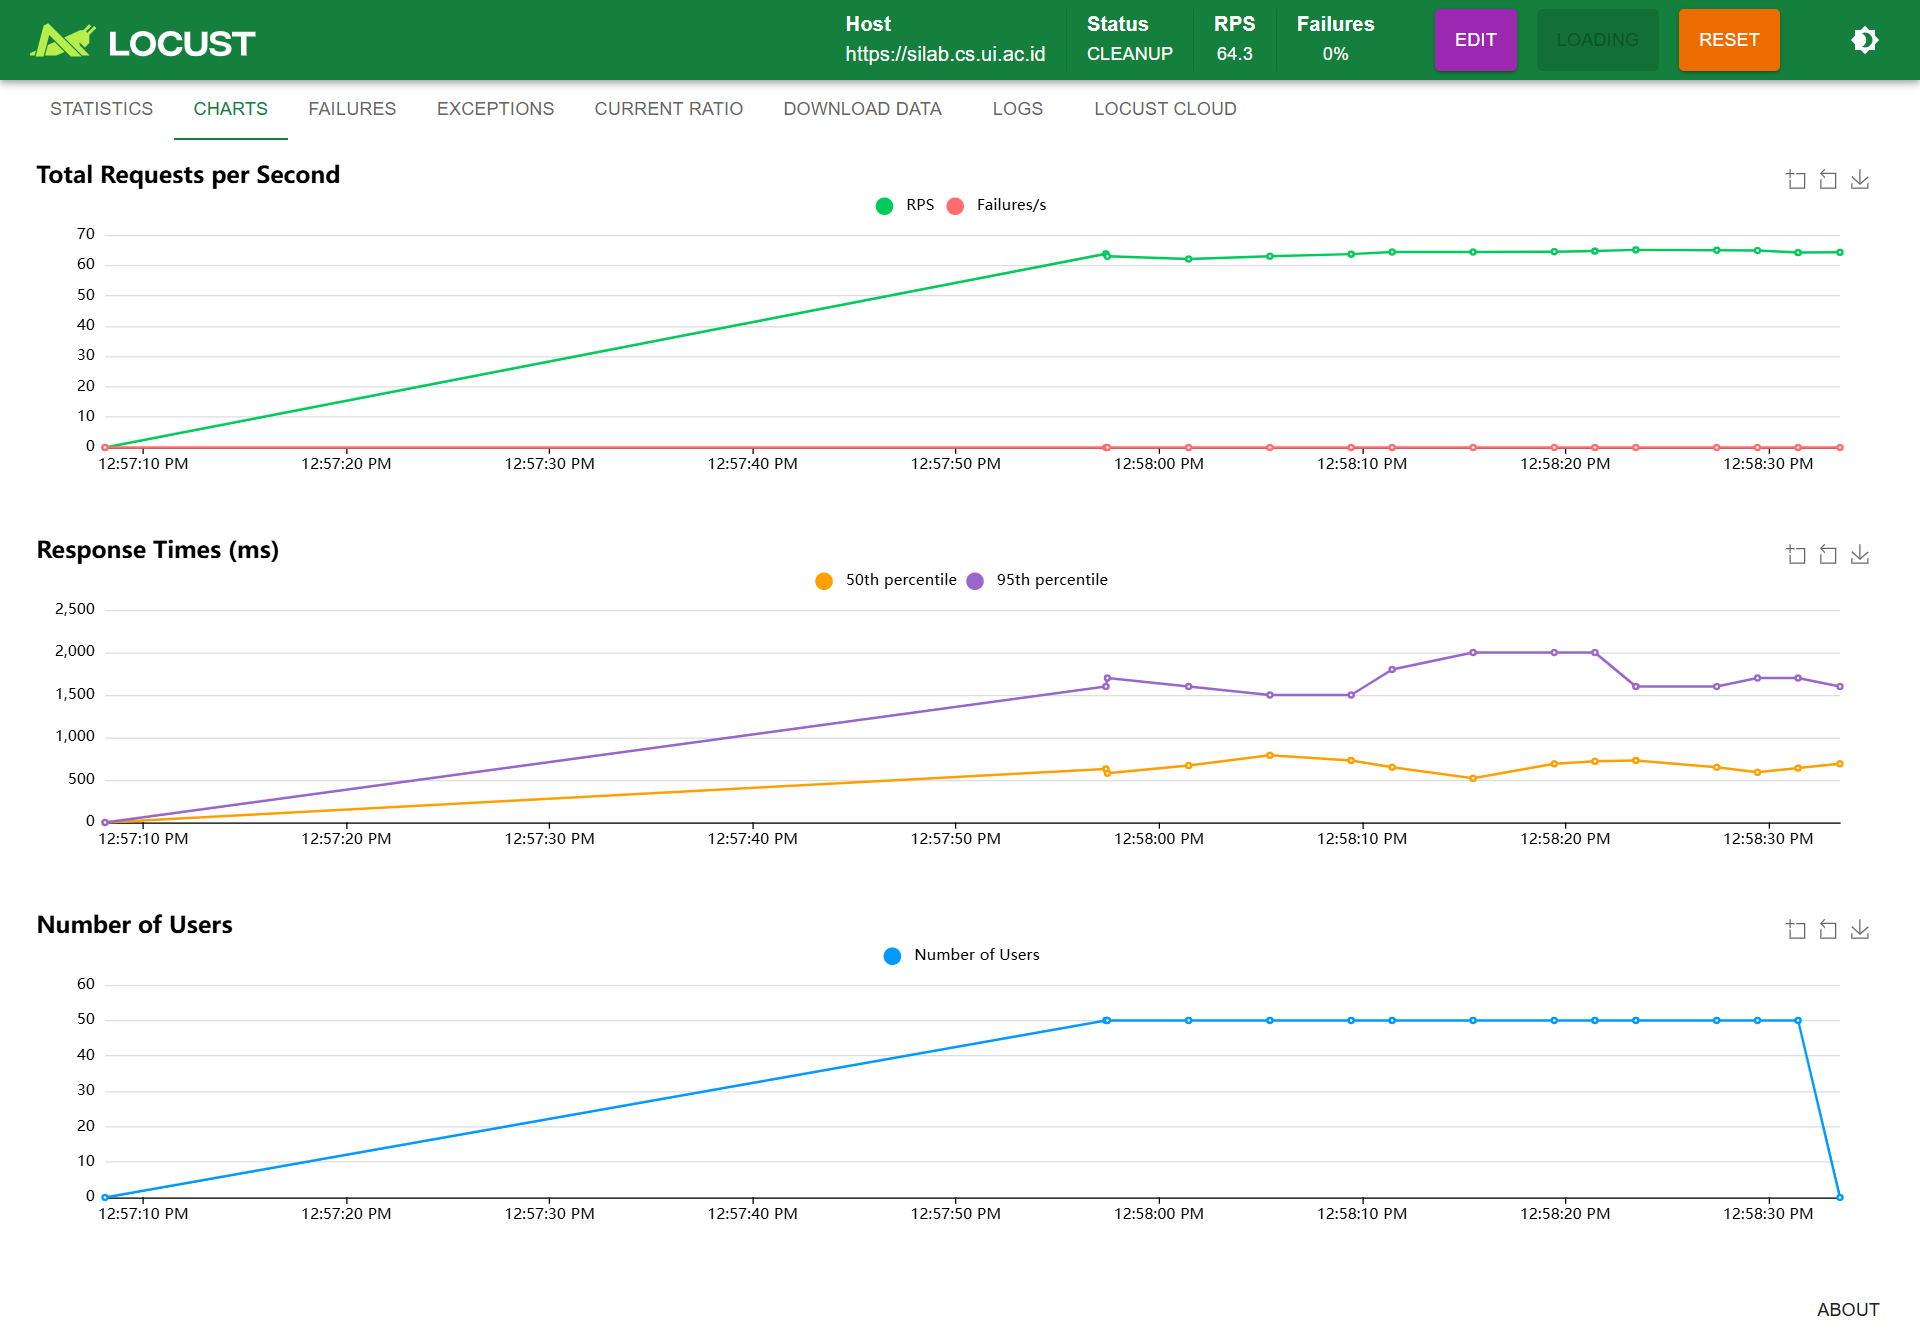 LOCUST
Host
https://silab.cs.ui.ac.id
Status
CLEANUP
RPS
64.3
Failures
0%
EDIT
LOADING
RESET
STATISTICS
CHARTS
FAILURES
EXCEPTIONS
CURRENT RATIO
DOWNLOAD DATA
LOGS
LOCUST CLOUD
Total Requests per Second
RPS
Failures/s
70
60
50
40
30
20
10
0
12:57:10 PM
12:57:20 PM
12:57:30 PM
12:57:40 PM
12:57:50 PM
12:58:00 PM
12:58:10 PM
12:58:20 PM
12:58:30 PM
Response Times (ms)
50th percentile
95th percentile
2,500
2,000
1,500
1,000
500
0
12:57:10 PM
12:57:20 PM
12:57:30 PM
12:57:40 PM
12:57:50 PM
12:58:00 PM
12:58:10 PM
12:58:20 PM
12:58:30 PM
Number of Users
Number of Users
60
50
40
30
20
10
0
12:57:10 PM
12:57:20 PM
12:57:30 PM
12:57:40 PM
12:57:50 PM
12:58:00 PM
12:58:10 PM
12:58:20 PM
12:58:30 PM
ABOUT